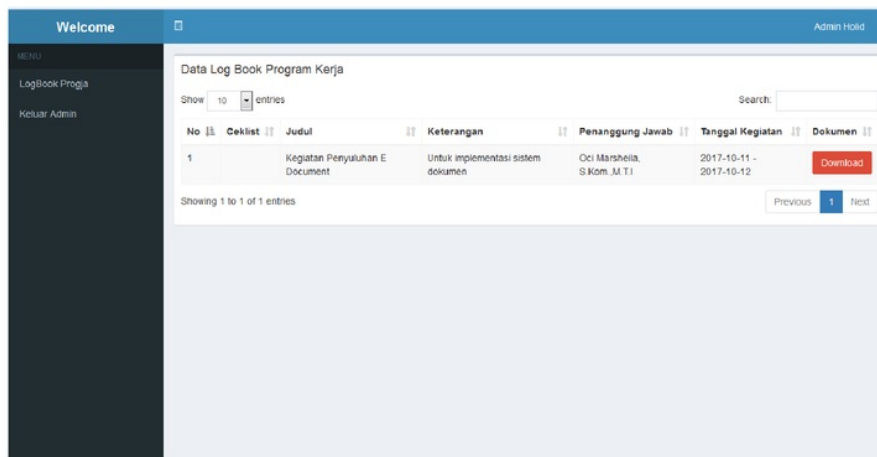 Welcome
Admin Holid
MENU
LogBook Progja
Keluar Admin
Data Log Book Program Kerja
Show 10 entries
Search:
No Ceklist Judul Keterangan Penanggung Jawab Tanggal Kegiatan Dokumen
1 Kegiatan Penyuluhan E Untuk implementasi sistem Oci Marsheila, 2017-10-11 - Download
Document dokumen S.Kom.,M.T.I 2017-10-12
Showing 1 to 1 of 1 entries
Previous 1 Next